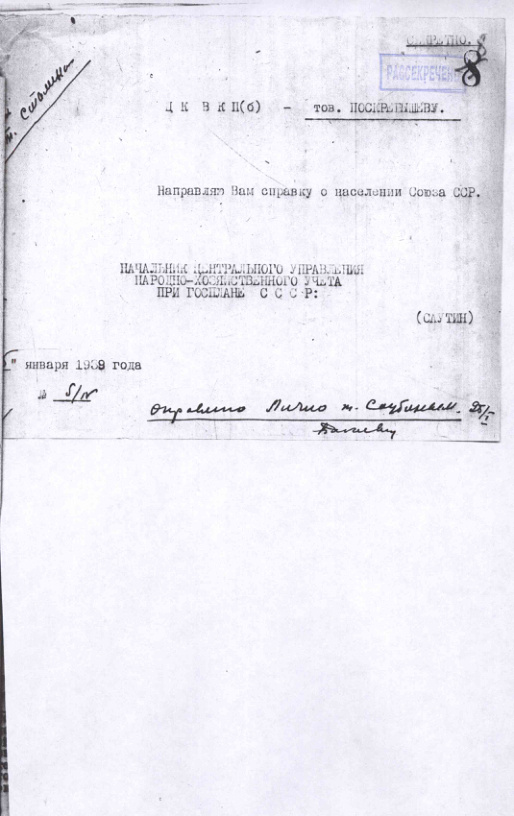 СЕКРЕТНО.
РАССЕКРЕЧЕНО
8
т. Сталину
Ц К В К П(б) - тов. ПОСКРЕБЫШЕВУ.
Направляю Вам справку о населении Союза ССР.
НАЧАЛЬНИК ЦЕНТРАЛЬНОГО УПРАВЛЕНИЯ
НАРОДНО-ХОЗЯЙСТВЕННОГО УЧЕТА
ПРИ ГОСПЛАНЕ С С С Р:
(САУТИН)
" января 1939 года
№ 5/
Отправлено Лично т.